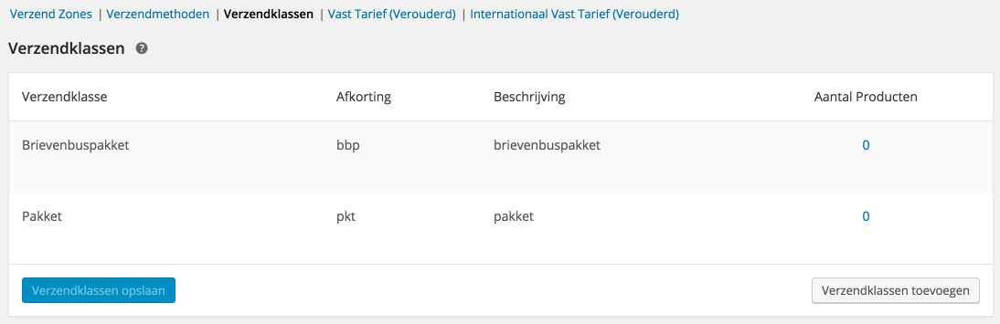 Verzend Zones | Verzendmethoden | Verzendklassen | Vast Tarief (Verouderd) | Internationaal Vast Tarief (Verouderd)
Verzendklassen ?
Verzendklasse Afkorting Beschrijving Aantal Producten
Brievenbuspakket bbp brievenbuspakket 0
Pakket pkt pakket 0
Verzendklassen opslaan Verzendklassen toevoegen